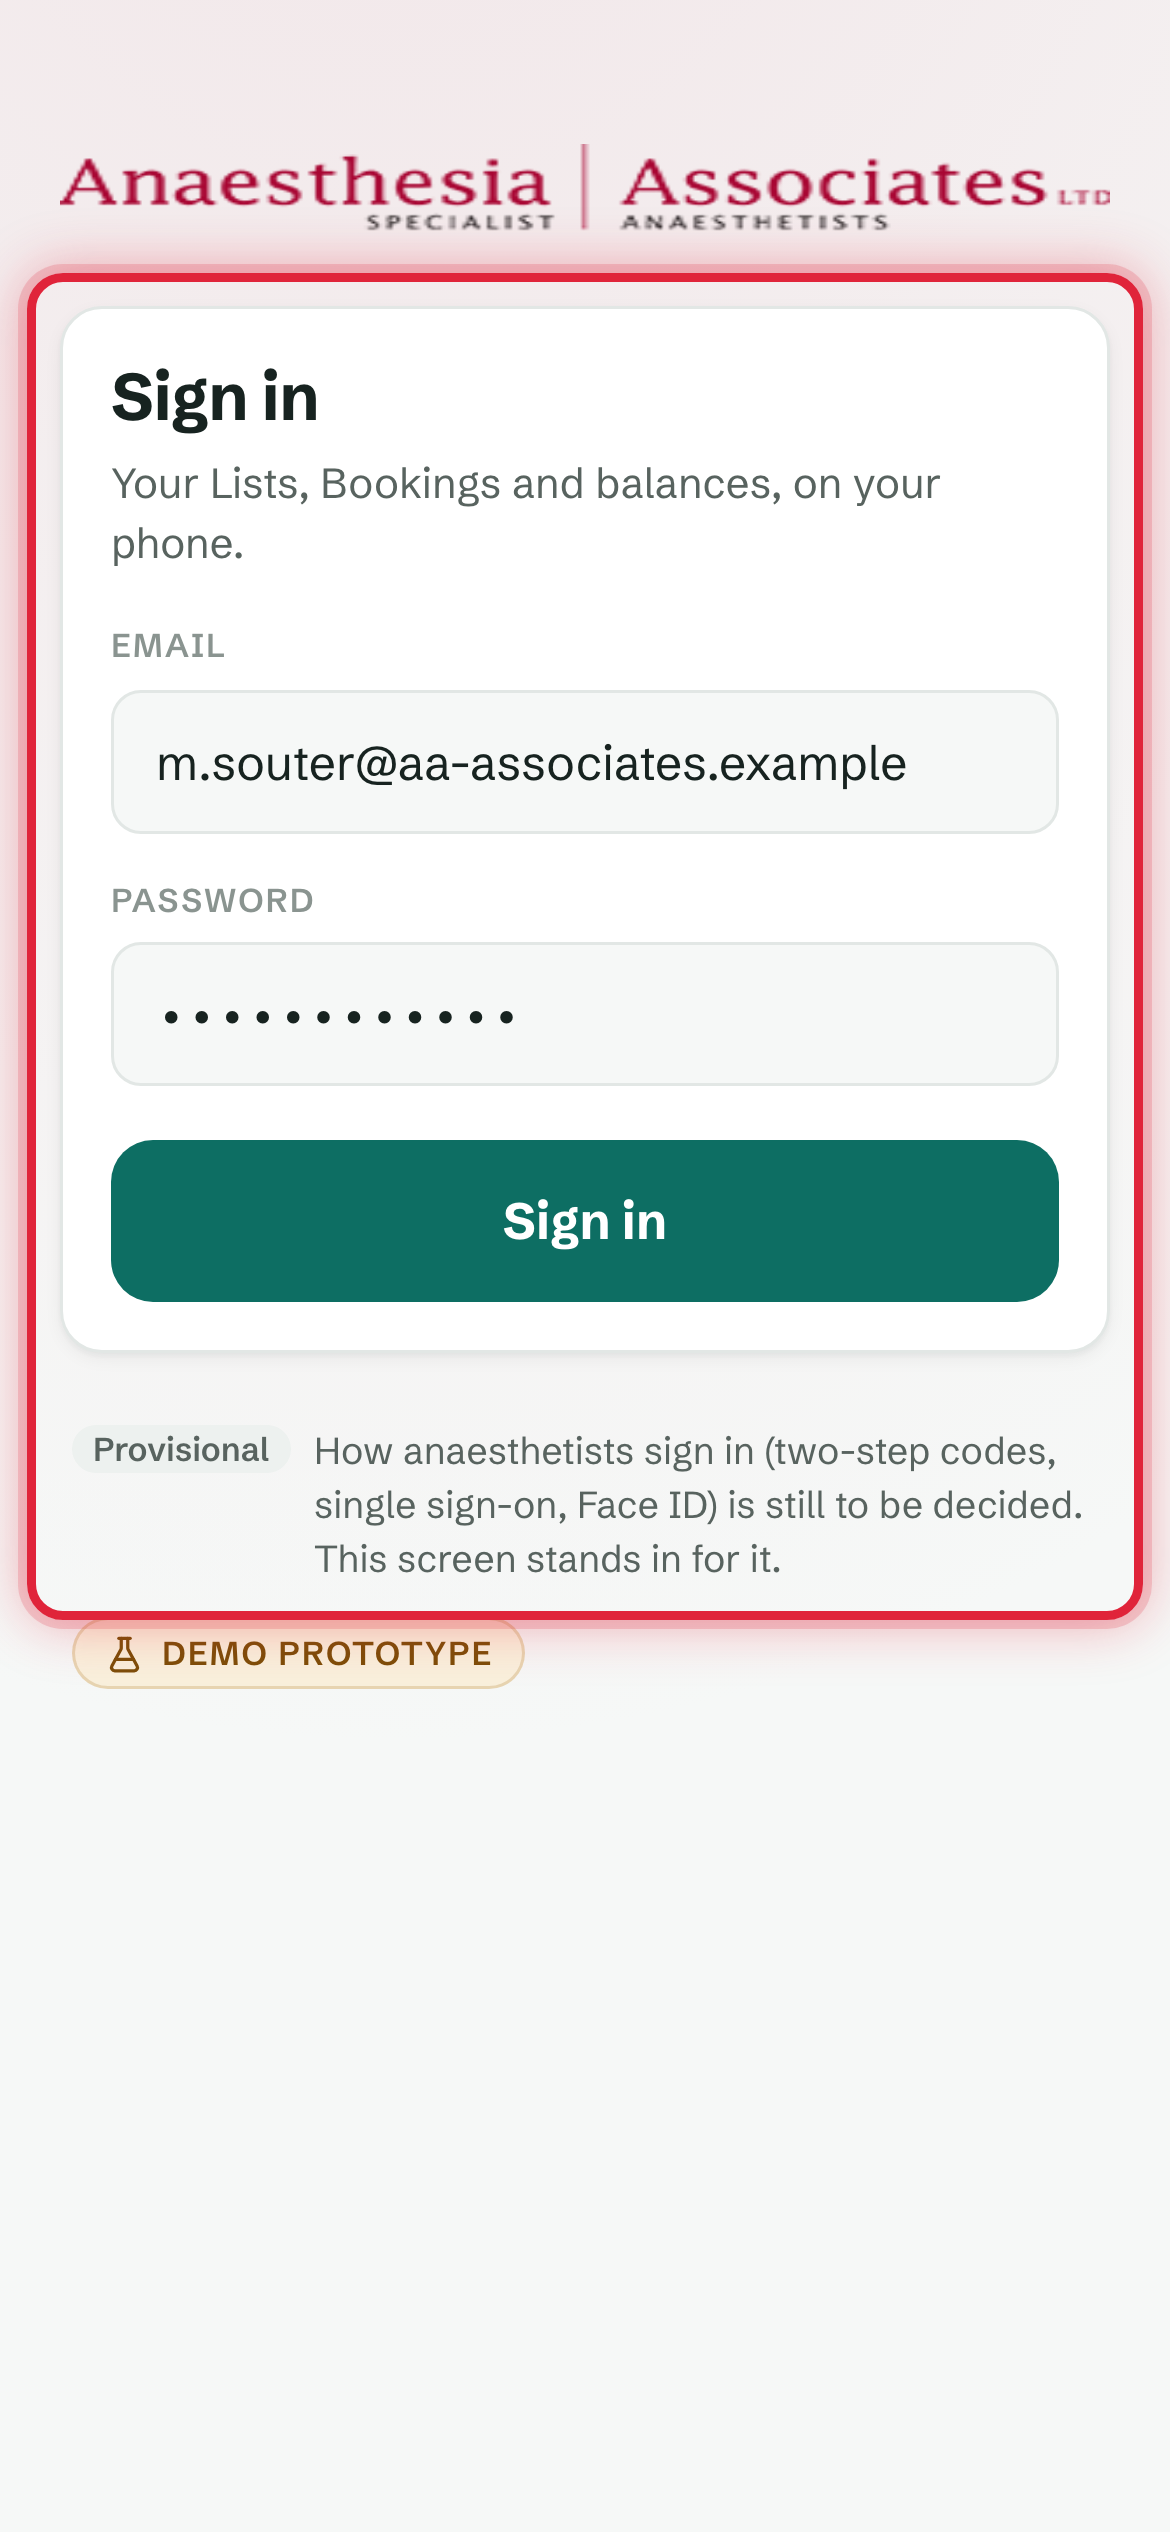 Anaesthesia | Associates LTD
SPECIALIST ANAESTHETISTS
Sign in
Your Lists, Bookings and balances, on your
phone.
EMAIL
m.souter@aa-associates.example
PASSWORD
••••••••••••
Sign in
Provisional How anaesthetists sign in (two-step codes,
single sign-on, Face ID) is still to be decided.
This screen stands in for it.
DEMO PROTOTYPE